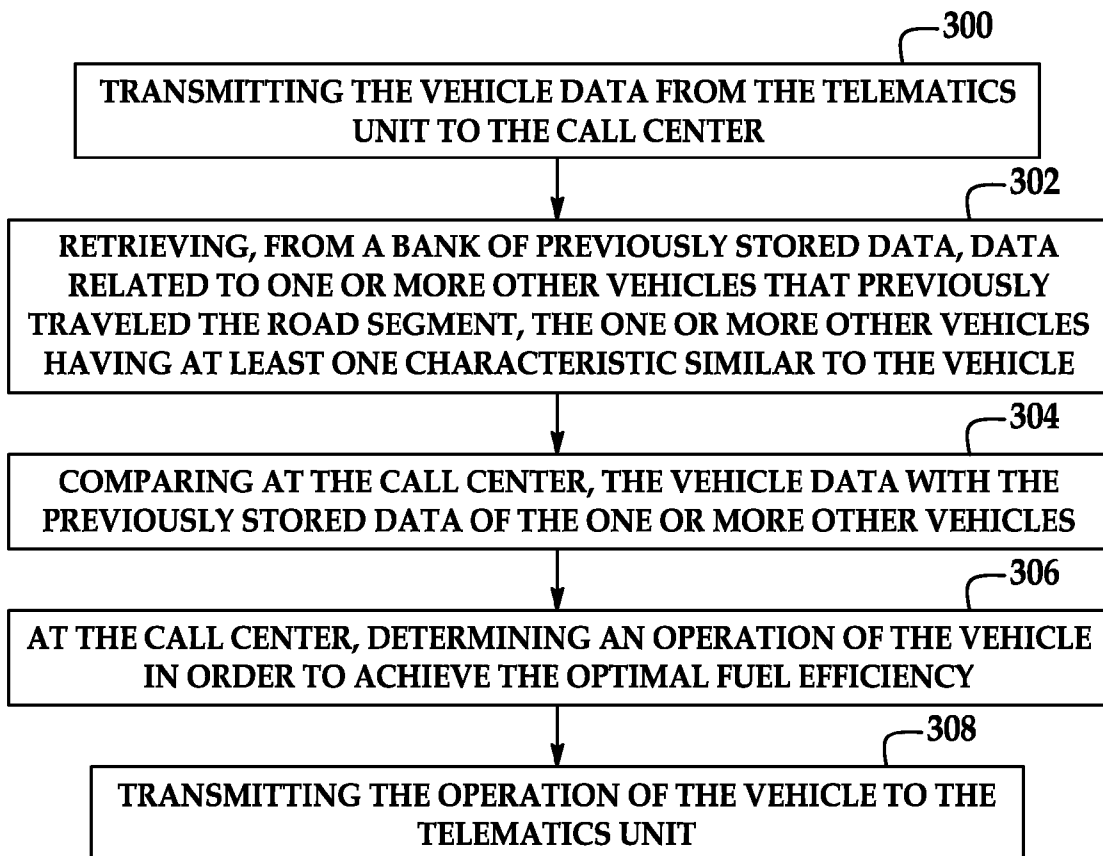 300
TRANSMITTING THE VEHICLE DATA FROM THE TELEMATICS
UNIT TO THE CALL CENTER
302
RETRIEVING, FROM A BANK OF PREVIOUSLY STORED DATA, DATA
RELATED TO ONE OR MORE OTHER VEHICLES THAT PREVIOUSLY
TRAVELED THE ROAD SEGMENT, THE ONE OR MORE OTHER VEHICLES
HAVING AT LEAST ONE CHARACTERISTIC SIMILAR TO THE VEHICLE
304
COMPARING AT THE CALL CENTER, THE VEHICLE DATA WITH THE
PREVIOUSLY STORED DATA OF THE ONE OR MORE OTHER VEHICLES
306
AT THE CALL CENTER, DETERMINING AN OPERATION OF THE VEHICLE
IN ORDER TO ACHIEVE THE OPTIMAL FUEL EFFICIENCY
308
TRANSMITTING THE OPERATION OF THE VEHICLE TO THE
TELEMATICS UNIT